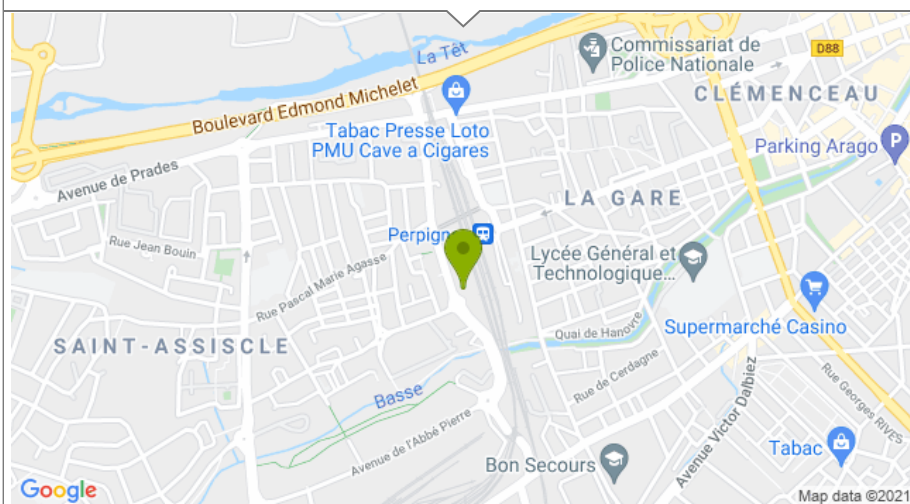 La Têt
Commissariat de
Police Nationale
D88
Boulevard Edmond Michelet
CLÉMENCEAU
Tabac Presse Loto
PMU Cave a Cigares
Parking Arago
P
Avenue de Prades
LA GARE
Rue Jean Bouin
Perpign
Lycée Général et
Technologique...
Rue Pascal Marie Agasse
Supermarché Casino
Quai de Hanovre
SAINT-ASSISCLE
Rue de Cerdagne
Basse
Avenue Victor Dalbiez
Rue Georges RIVES
Avenue de l'Abbé Pierre
Tabac
Bon Secours
Google
Map data ©2021